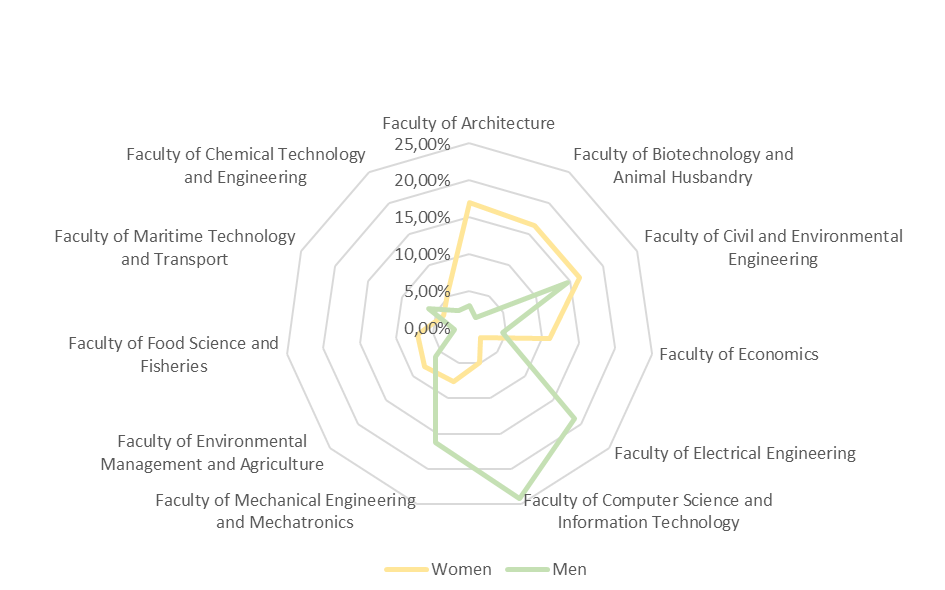 Faculty of Architecture
25,00%
20,00%
15,00%
10,00%
5,00%
0,00%
Faculty of Biotechnology and
Animal Husbandry
Faculty of Civil and Environmental
Engineering
Faculty of Economics
Faculty of Electrical Engineering
Faculty of Computer Science and
Information Technology
Faculty of Mechanical Engineering
and Mechatronics
Faculty of Environmental
Management and Agriculture
Faculty of Food Science and
Fisheries
Faculty of Maritime Technology
and Transport
Faculty of Chemical Technology
and Engineering
Women
Men